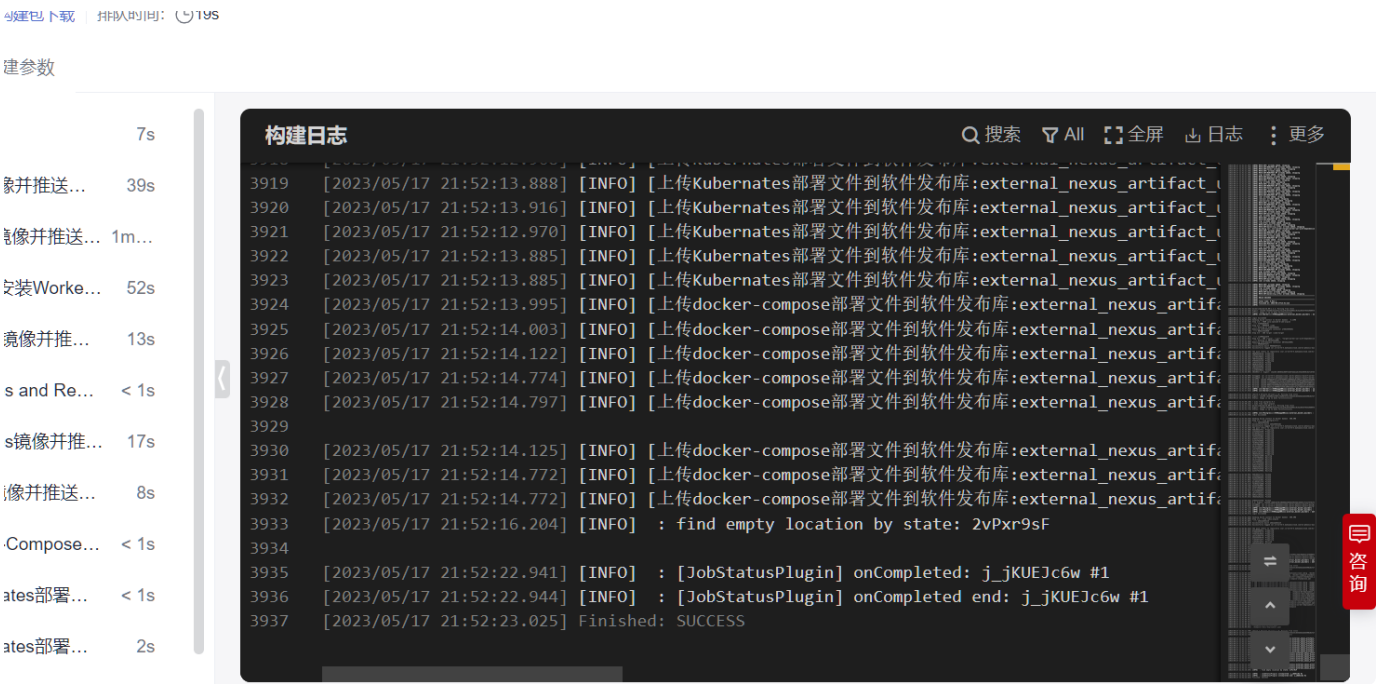 构建包下载 排队时间: 19s
建参数
7s
像并推送... 39s
镜像并推送... 1m...
安装Worke... 52s
镜像并推... 13s
s and Re... < 1s
s镜像并推... 17s
像并推送... 8s
-Compose... < 1s
ates部署... < 1s
ates部署... 2s
构建日志 搜索 All 全屏 日志 更多
3919 [2023/05/17 21:52:13.888] [INFO] [上传Kubernates部署文件到软件发布库:external_nexus_artifact_u
3920 [2023/05/17 21:52:13.916] [INFO] [上传Kubernates部署文件到软件发布库:external_nexus_artifact_u
3921 [2023/05/17 21:52:12.970] [INFO] [上传Kubernates部署文件到软件发布库:external_nexus_artifact_u
3922 [2023/05/17 21:52:13.885] [INFO] [上传Kubernates部署文件到软件发布库:external_nexus_artifact_u
3923 [2023/05/17 21:52:13.885] [INFO] [上传Kubernates部署文件到软件发布库:external_nexus_artifact_u
3924 [2023/05/17 21:52:13.995] [INFO] [上传docker-compose部署文件到软件发布库:external_nexus_artifa
3925 [2023/05/17 21:52:14.003] [INFO] [上传docker-compose部署文件到软件发布库:external_nexus_artifa
3926 [2023/05/17 21:52:14.122] [INFO] [上传docker-compose部署文件到软件发布库:external_nexus_artifa
3927 [2023/05/17 21:52:14.774] [INFO] [上传docker-compose部署文件到软件发布库:external_nexus_artifa
3928 [2023/05/17 21:52:14.797] [INFO] [上传docker-compose部署文件到软件发布库:external_nexus_artifa
3929
3930 [2023/05/17 21:52:14.125] [INFO] [上传docker-compose部署文件到软件发布库:external_nexus_artifa
3931 [2023/05/17 21:52:14.772] [INFO] [上传docker-compose部署文件到软件发布库:external_nexus_artifa
3932 [2023/05/17 21:52:14.772] [INFO] [上传docker-compose部署文件到软件发布库:external_nexus_artifa
3933 [2023/05/17 21:52:16.204] [INFO] : find empty location by state: 2vPxr9sF
3934
3935 [2023/05/17 21:52:22.941] [INFO] : [JobStatusPlugin] onCompleted: j_jKUEJc6w #1
3936 [2023/05/17 21:52:22.944] [INFO] : [JobStatusPlugin] onCompleted end: j_jKUEJc6w #1
3937 [2023/05/17 21:52:23.025] Finished: SUCCESS
咨询